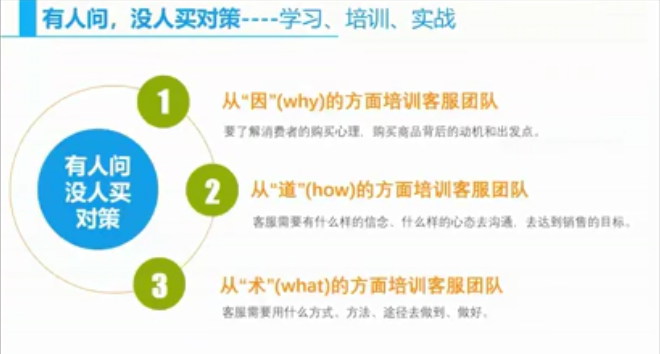 有人问，没人买对策----学习、培训、实战
1
从“因”(why)的方面培训客服团队
要了解消费者的购买心理，购买商品背后的动机和出发点。
有人问
没人买
对策
2
从“道”(how)的方面培训客服团队
客服需要有什么样的信念、什么样的心态去沟通，去达到销售的目标。
3
从“术”(what)的方面培训客服团队
客服需要用什么方式、方法、途径去做到、做好。